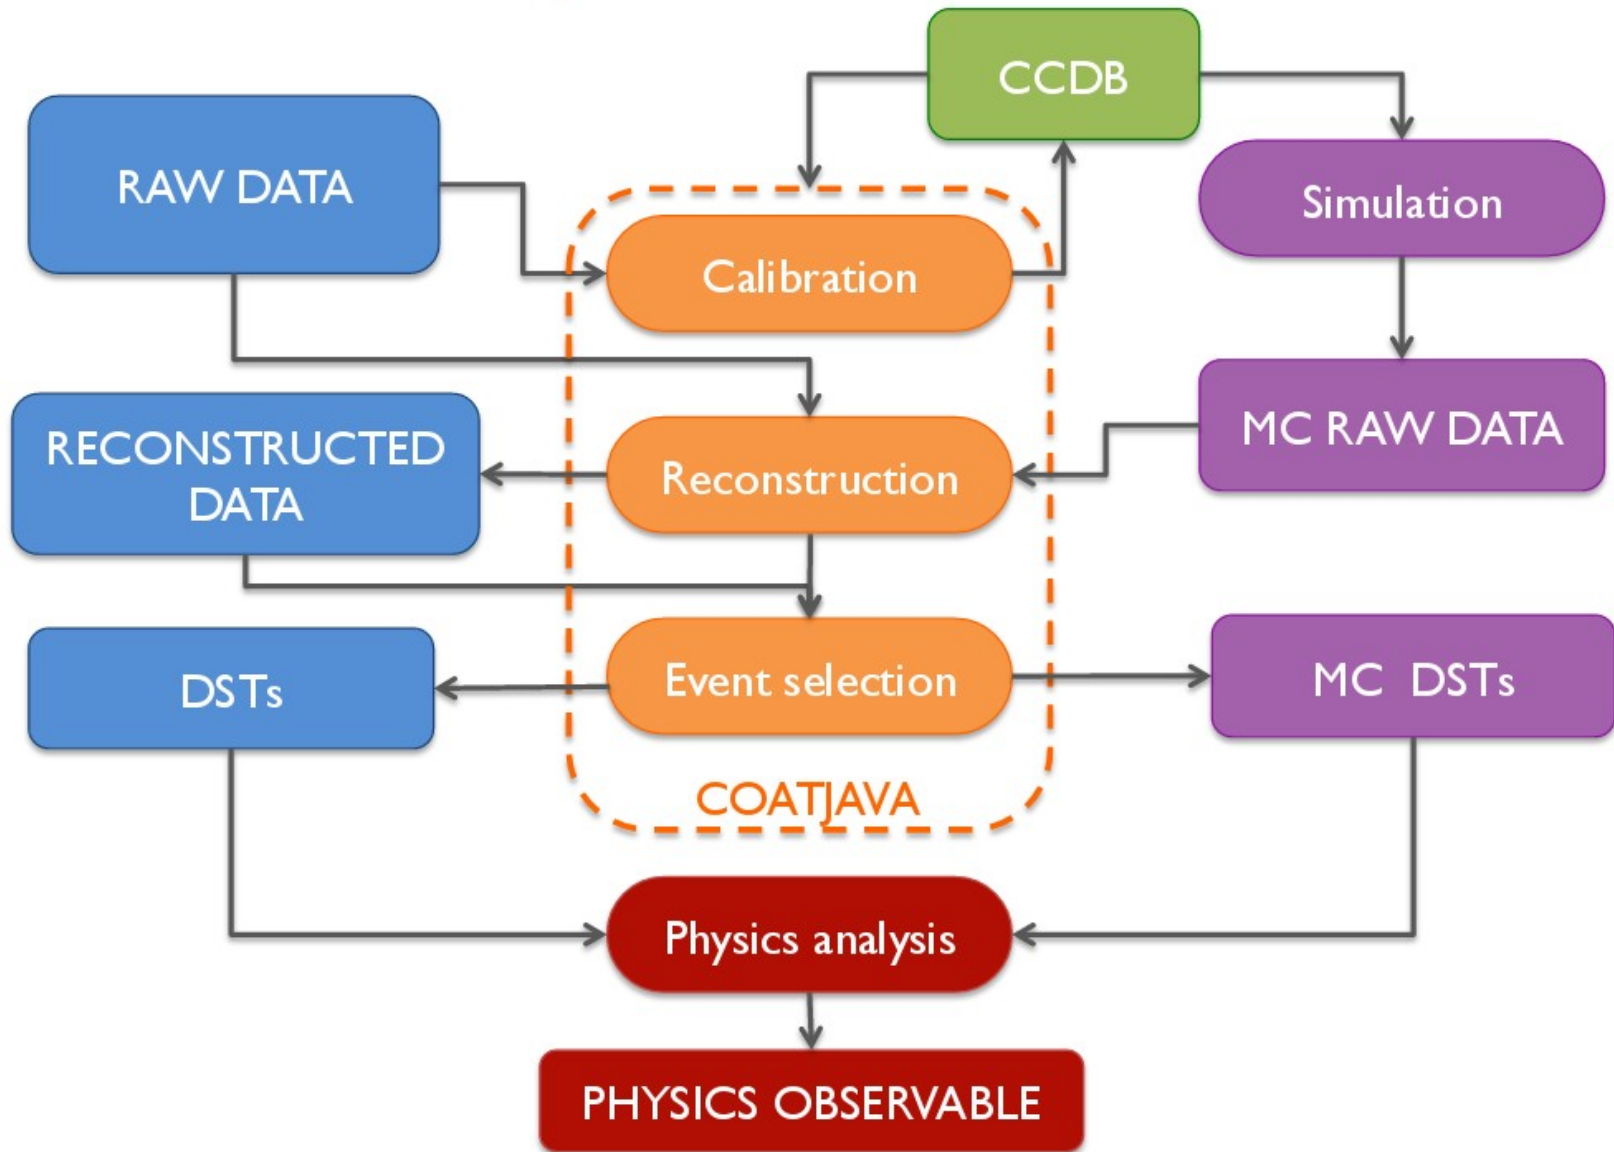 CCDB
RAW DATA
Simulation
Calibration
MC RAW DATA
RECONSTRUCTED
DATA
Reconstruction
DSTs
Event selection
MC DSTs
COATJAVA
Physics analysis
PHYSICS OBSERVABLE